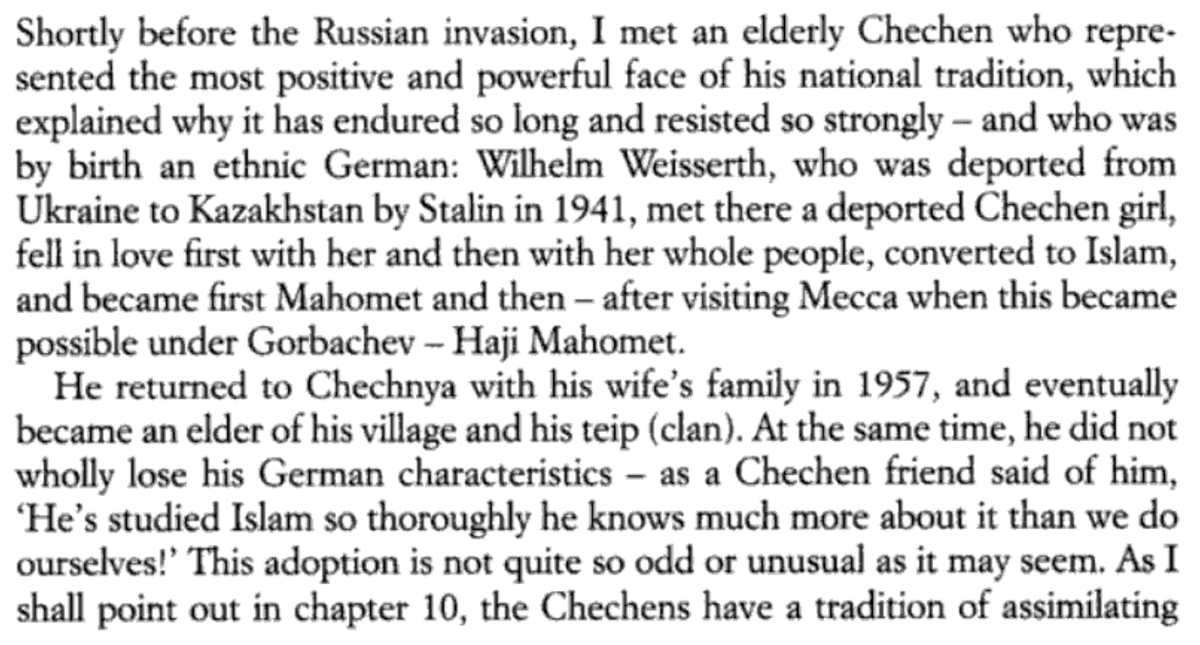 Shortly before the Russian invasion, I met an elderly Chechen who repre-
sented the most positive and powerful face of his national tradition, which
explained why it has endured so long and resisted so strongly – and who was
by birth an ethnic German: Wilhelm Weisserth, who was deported from
Ukraine to Kazakhstan by Stalin in 1941, met there a deported Chechen girl,
fell in love first with her and then with her whole people, converted to Islam,
and became first Mahomet and then – after visiting Mecca when this became
possible under Gorbachev – Haji Mahomet.
He returned to Chechnya with his wife's family in 1957, and eventually
became an elder of his village and his teip (clan). At the same time, he did not
wholly lose his German characteristics – as a Chechen friend said of him,
‘He's studied Islam so thoroughly he knows much more about it than we do
ourselves!’ This adoption is not quite so odd or unusual as it may seem. As I
shall point out in chapter 10, the Chechens have a tradition of assimilating